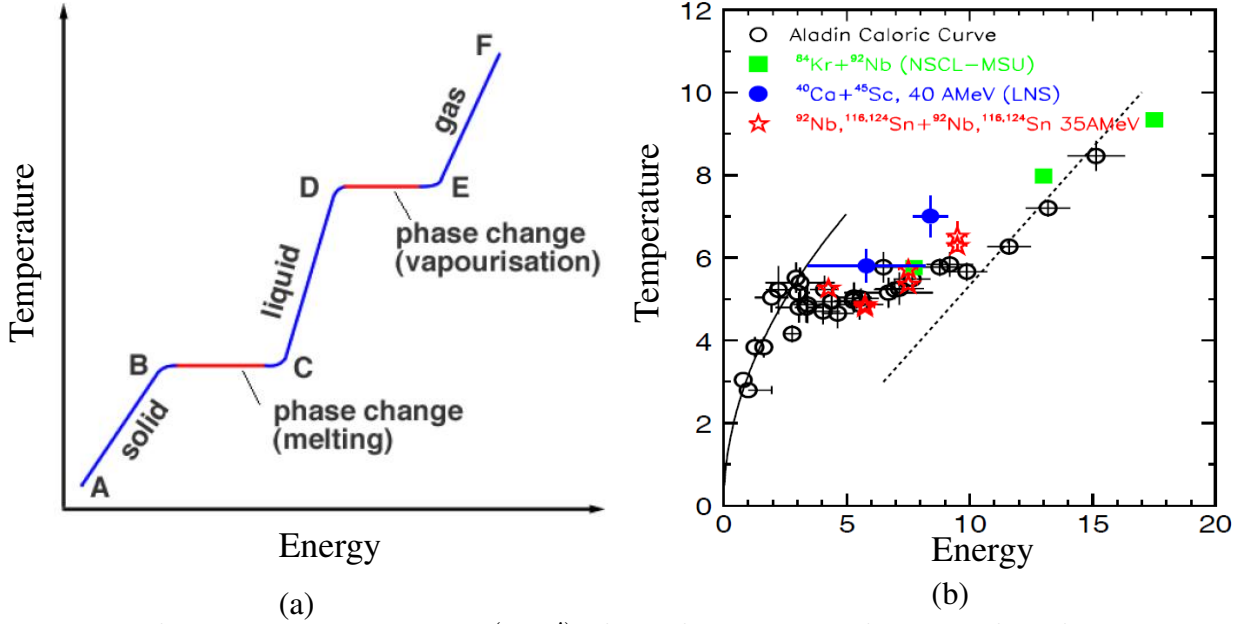 Temperature
Energy
A
B
C
D
E
F
solid
liquid
gas
phase change
(melting)
phase change
(vapourisation)
(a)
Temperature
Energy
12
10
8
6
4
2
0
0
5
10
15
20
Aladin Caloric Curve
⁸⁴Kr+⁹²Nb (NSCL−MSU)
⁴⁰Ca+⁴⁵Sc, 40 AMeV (LNS)
⁹²Nb,¹¹⁶,¹²⁴Sn+⁹²Nb,¹¹⁶,¹²⁴Sn 35AMeV
(b)